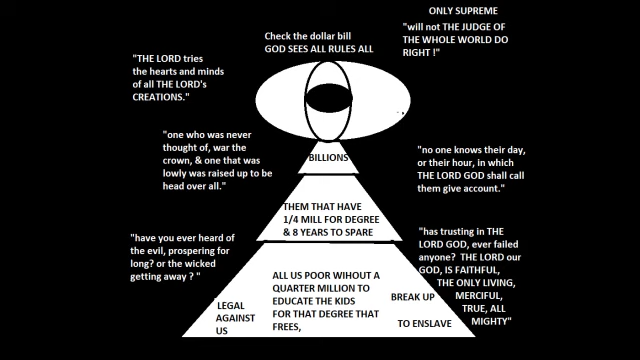 ONLY SUPREME
"will not THE JUDGE OF
THE WHOLE WORLD DO
RIGHT !"
Check the dollar bill
GOD SEES ALL RULES ALL
"THE LORD tries
the hearts and minds
of all THE LORD's
CREATIONS."
"one who was never
thought of, war the
crown, & one that was
lowly was raised up to be
head over all."
BILLIONS
"no one knows their day,
or their hour, in which
THE LORD GOD shall call
them give account."
THEM THAT HAVE
1/4 MILL FOR DEGREE
& 8 YEARS TO SPARE
"have you ever heard of
the evil, prospering for
long? or the wicked
getting away ? "
"has trusting in THE
LORD GOD, ever failed
anyone? THE LORD our
GOD, IS FAITHFUL,
THE ONLY LIVING,
MERCIFUL,
TRUE, ALL
MIGHTY"
ALL US POOR WIHOUT A
QUARTER MILLION TO
EDUCATE THE KIDS
FOR THAT DEGREE THAT
FREES,
LEGAL
AGAINST
US
BREAK UP
TO ENSLAVE